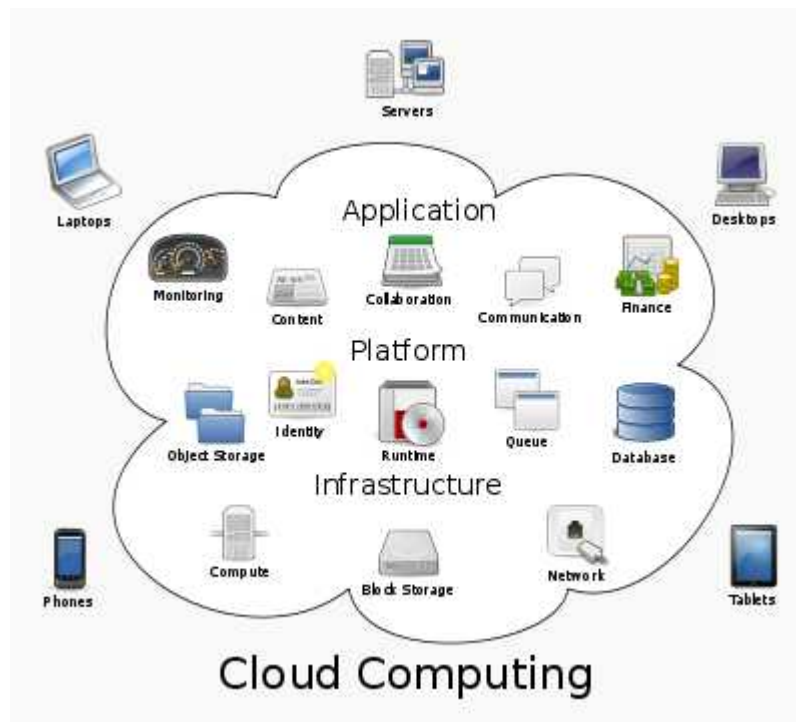 Servers
Laptops
Desktops
Application
Monitoring
Content
Collaboration
Communication
Finance
Platform
Object Storage
Identity
Runtime
Queue
Database
Infrastructure
Compute
Block Storage
Network
Phones
Tablets
Cloud Computing